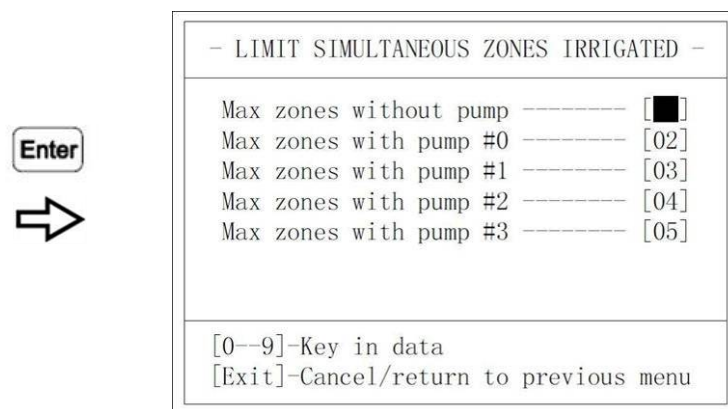 Enter
- LIMIT SIMULTANEOUS ZONES IRRIGATED -
Max zones without pump -------- [ ]
Max zones with pump #0 -------- [02]
Max zones with pump #1 -------- [03]
Max zones with pump #2 -------- [04]
Max zones with pump #3 -------- [05]
[0--9]-Key in data
[Exit]-Cancel/return to previous menu